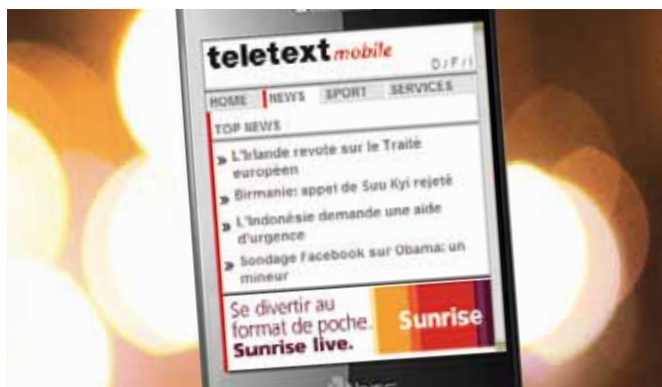 teletext mobile
D / F / I
HOME NEWS SPORT SERVICES
TOP NEWS
» L'Irlande revote sur le Traité
européen
» Birmanie: appel de Suu Kyi rejeté
» L'Indonésie demande une aide
d'urgence
» Sondage Facebook sur Obama: un
mineur
Se divertir au
format de poche.
Sunrise live.
Sunrise